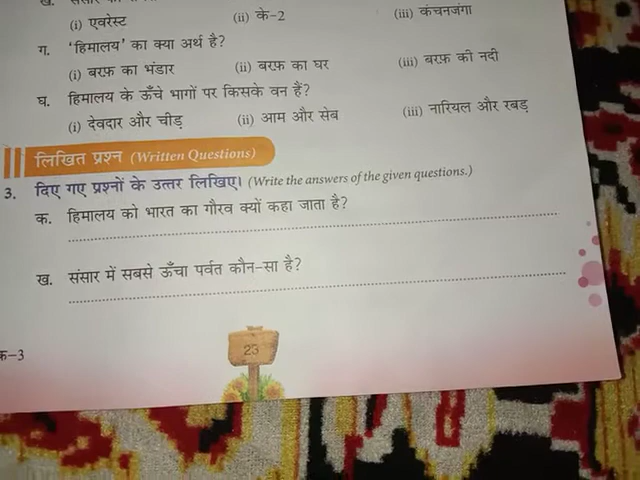 (i) एवरेस्ट (ii) के-2 (iii) कंचनजंगा
ग. 'हिमालय' का क्या अर्थ है?
(i) बरफ़ का भंडार (ii) बरफ़ का घर (iii) बरफ़ की नदी
घ. हिमालय के ऊँचे भागों पर किसके वन हैं?
(i) देवदार और चीड़ (ii) आम और सेब (iii) नारियल और रबड़
लिखित प्रश्न (Written Questions)
3. दिए गए प्रश्नों के उत्तर लिखिए। (Write the answers of the given questions.)
क. हिमालय को भारत का गौरव क्यों कहा जाता है?
ख. संसार में सबसे ऊँचा पर्वत कौन-सा है?
-3
23